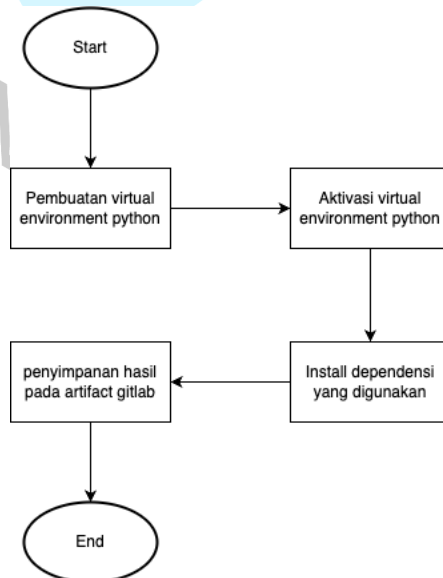 Start
Pembuatan virtual
environment python
Aktivasi virtual
environment python
Install dependensi
yang digunakan
penyimpanan hasil
pada artifact gitlab
End